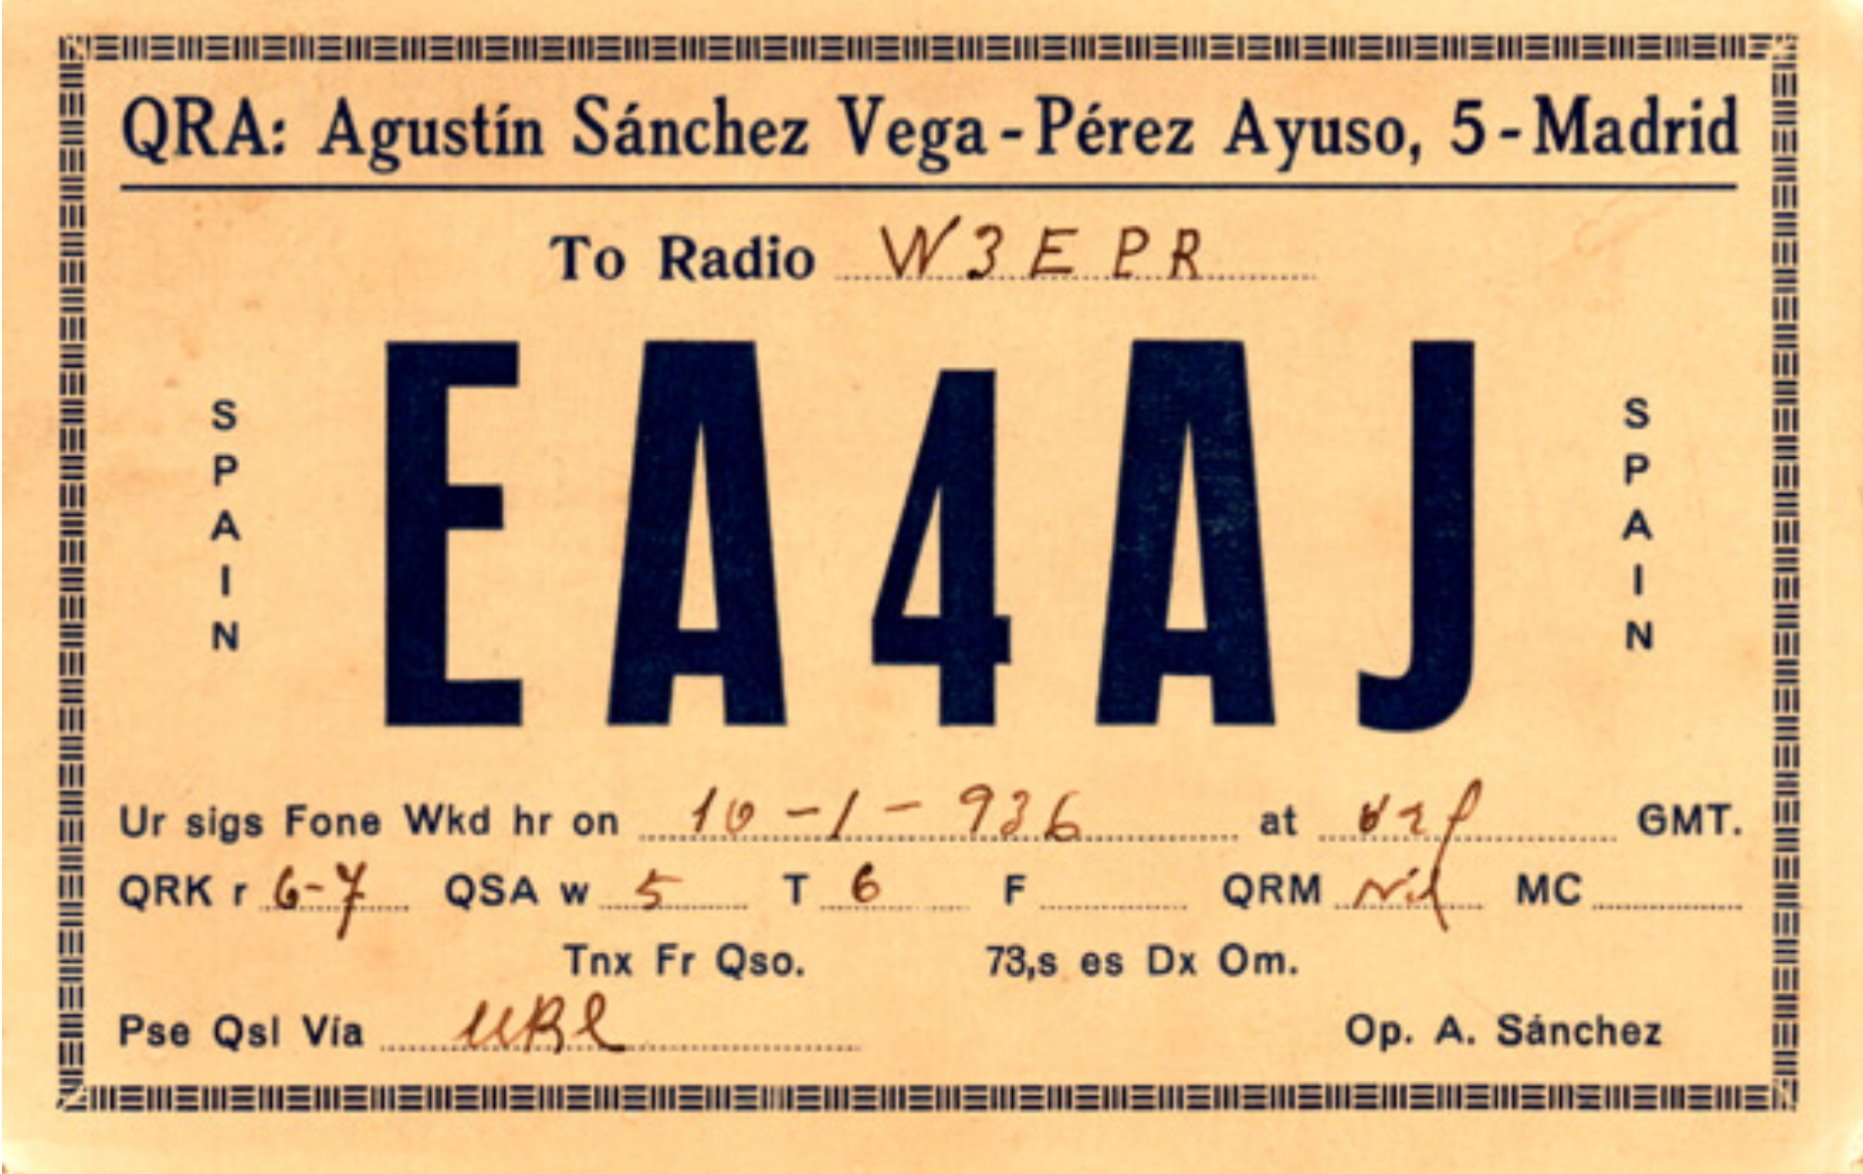 QRA: Agustín Sánchez Vega - Pérez Ayuso, 5 - Madrid
To Radio W3EPR
SPAIN
EA4AJ
SPAIN
Ur sigs Fone Wkd hr on 10-1-936 at GMT.
QRK r 6-7 QSA w 5 T 6 F QRM Nil MC
Tnx Fr Qso. 73,s es Dx Om.
Pse Qsl Vía URE Op. A. Sánchez